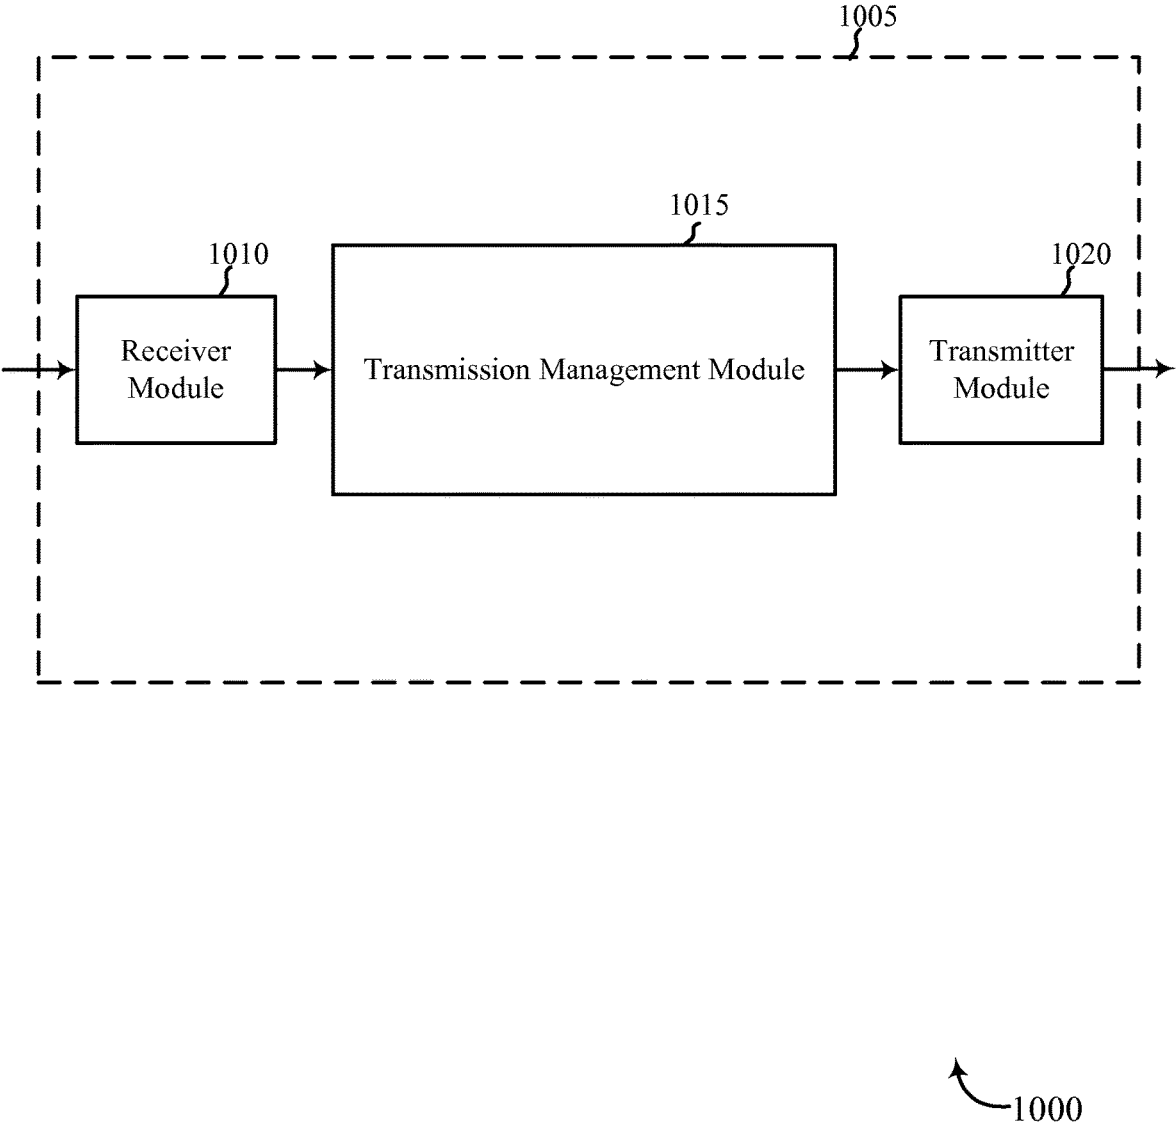 1005
1015
1010
1020
Receiver
Module
Transmission Management Module
Transmitter
Module
1000